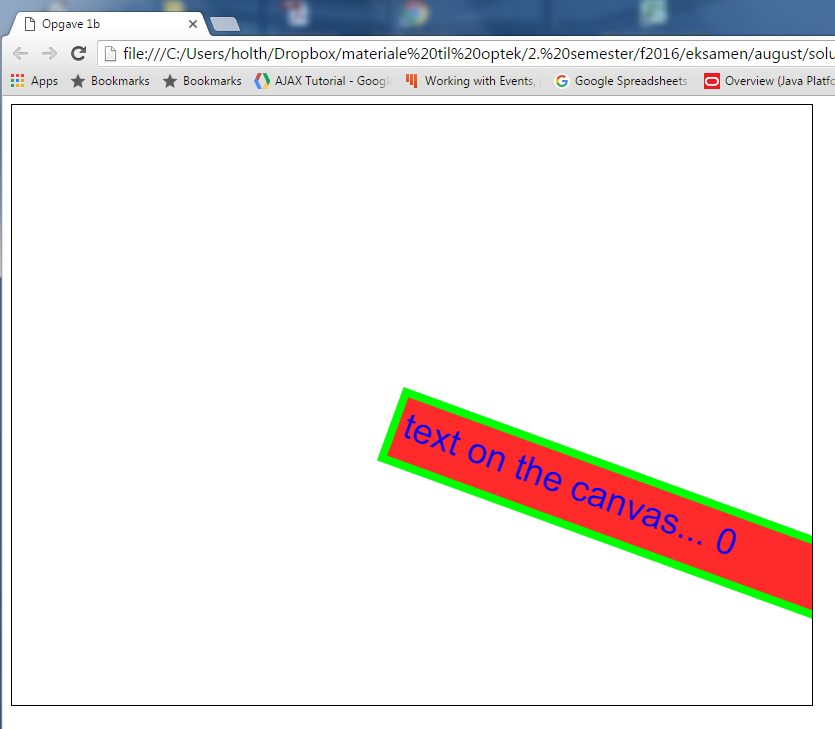 Opgave 1b
file:///C:/Users/holth/Dropbox/materiale%20til%20optek/2.%20semester/f2016/eksamen/august/solu
Apps Bookmarks Bookmarks AJAX Tutorial - Googl Working with Events, Google Spreadsheets Overview (Java Platfo
text on the canvas... 0